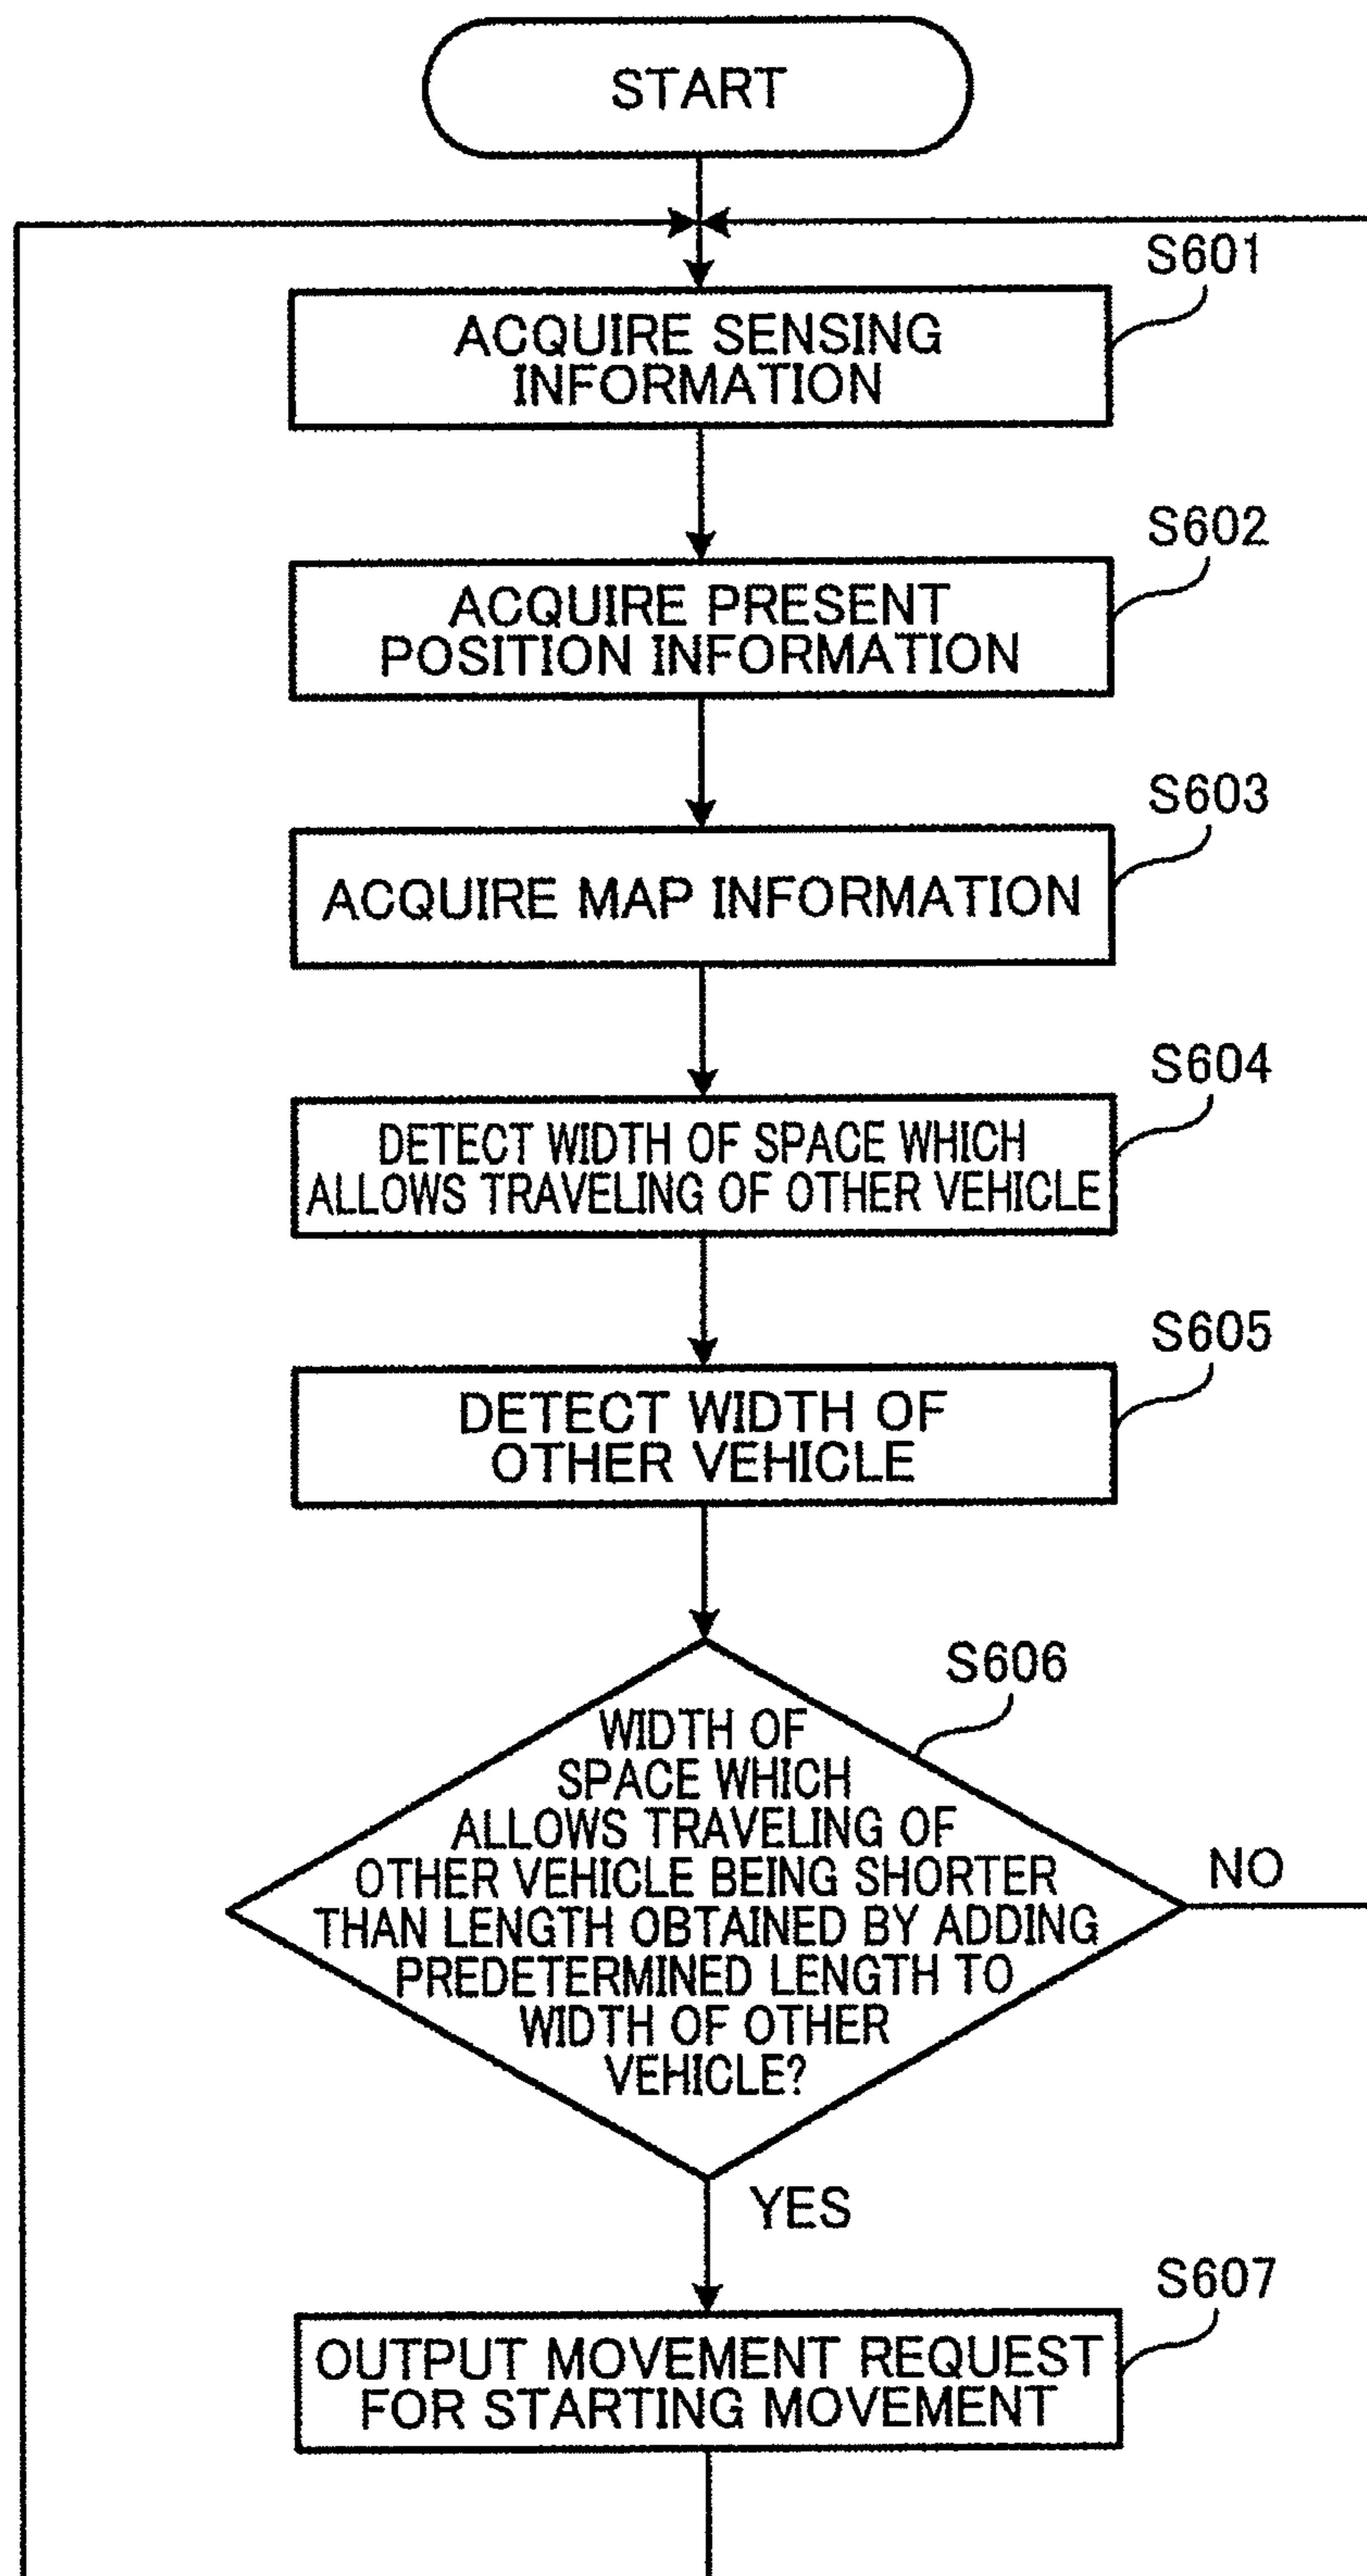 START
S601
ACQUIRE SENSING
INFORMATION
S602
ACQUIRE PRESENT
POSITION INFORMATION
S603
ACQUIRE MAP INFORMATION
S604
DETECT WIDTH OF SPACE WHICH
ALLOWS TRAVELING OF OTHER VEHICLE
S605
DETECT WIDTH OF
OTHER VEHICLE
S606
WIDTH OF
SPACE WHICH
ALLOWS TRAVELING OF
OTHER VEHICLE BEING SHORTER
THAN LENGTH OBTAINED BY ADDING
PREDETERMINED LENGTH TO
WIDTH OF OTHER
VEHICLE?
NO
YES
S607
OUTPUT MOVEMENT REQUEST
FOR STARTING MOVEMENT